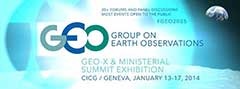 20+ FORUMS AND PANEL DISCUSSIONS
MOST EVENTS OPEN TO THE PUBLIC
#GEO2025
GEO GROUP ON
EARTH OBSERVATIONS
GEO-X & MINISTERIAL
SUMMIT EXHIBITION
CICG / GENEVA, JANUARY 13-17, 2014